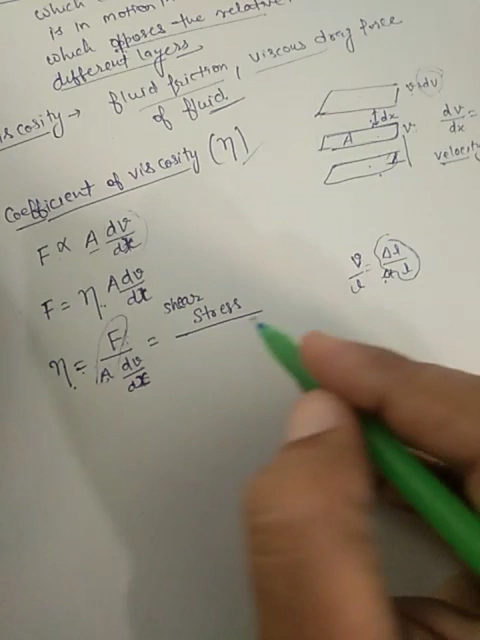 which
is in motion
which opposes the relative
different layers
viscosity → fluid friction, viscous drag force
of fluid.
v+dv
dx
A
v
dv/dx =
velocity
Coefficient of viscosity (η)
F ∝ A dv/dx
F = η. A dv/dx
v/l = Δl/Δt l
η = F/(A dv/dx) = shear stress